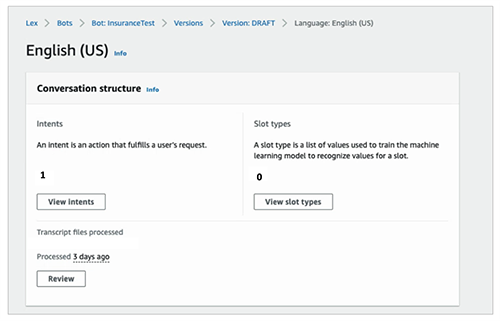 Lex > Bots > Bot: InsuranceTest > Versions > Version: DRAFT > Language: English (US)
English (US) Info
Conversation structure Info
Intents
An intent is an action that fulfills a user's request.
1
View intents
Slot types
A slot type is a list of values used to train the machine
learning model to recognize values for a slot.
0
View slot types
Transcript files processed
Processed 3 days ago
Review